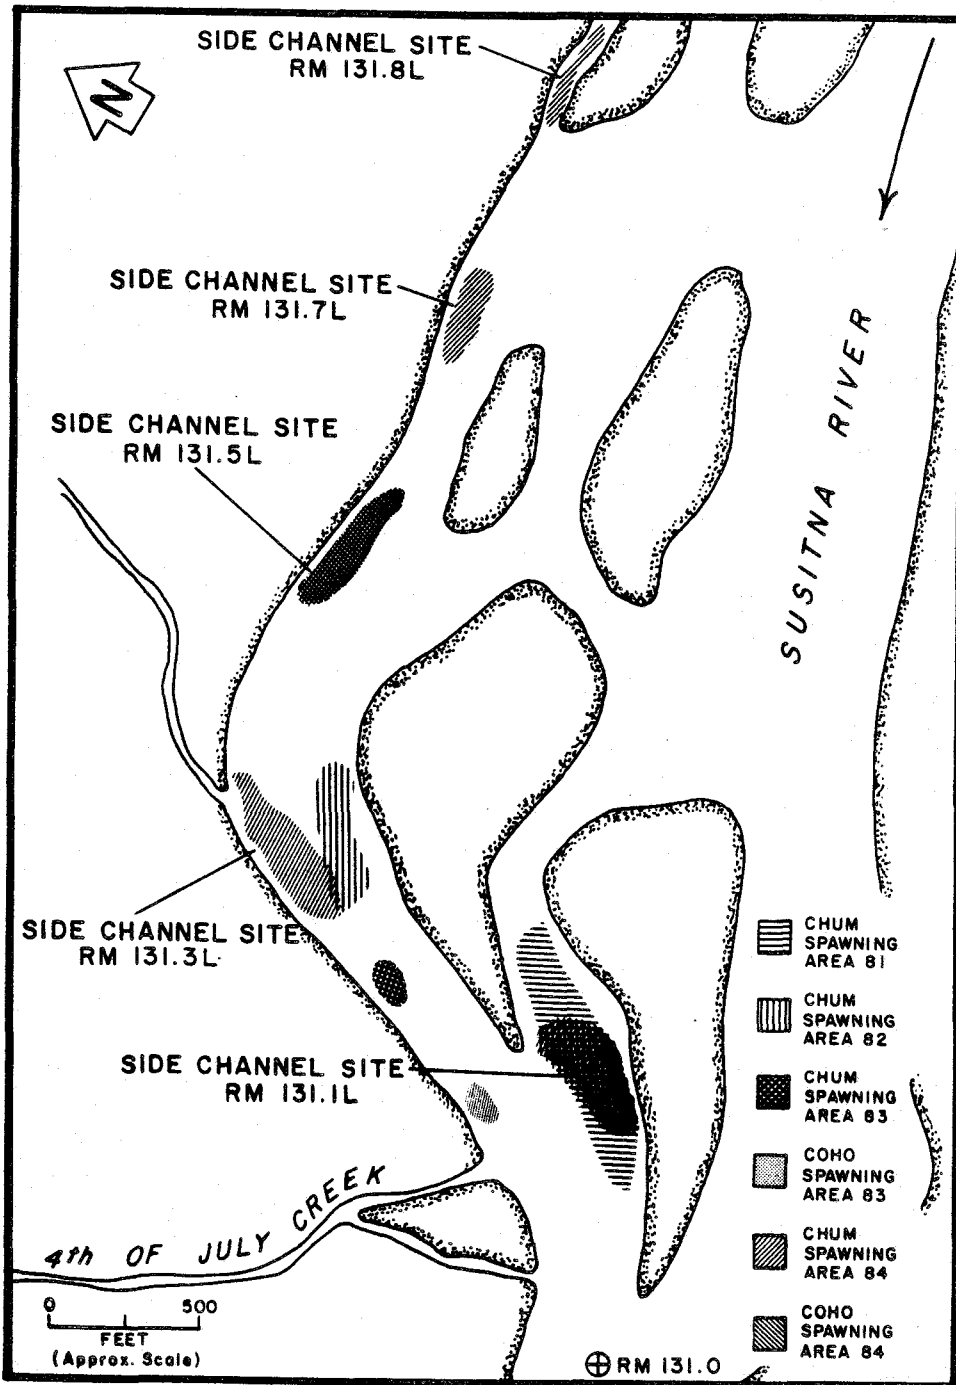 SIDE CHANNEL SITE
RM 131.8L
N
SIDE CHANNEL SITE
RM 131.7L
SIDE CHANNEL SITE
RM 131.5L
SUSITNA RIVER
SIDE CHANNEL SITE
RM 131.3L
SIDE CHANNEL SITE
RM 131.1L
4th OF JULY CREEK
0 500
FEET
(Approx. Scale)
RM 131.0
CHUM
SPAWNING
AREA 81
CHUM
SPAWNING
AREA 82
CHUM
SPAWNING
AREA 83
COHO
SPAWNING
AREA 83
CHUM
SPAWNING
AREA 84
COHO
SPAWNING
AREA 84